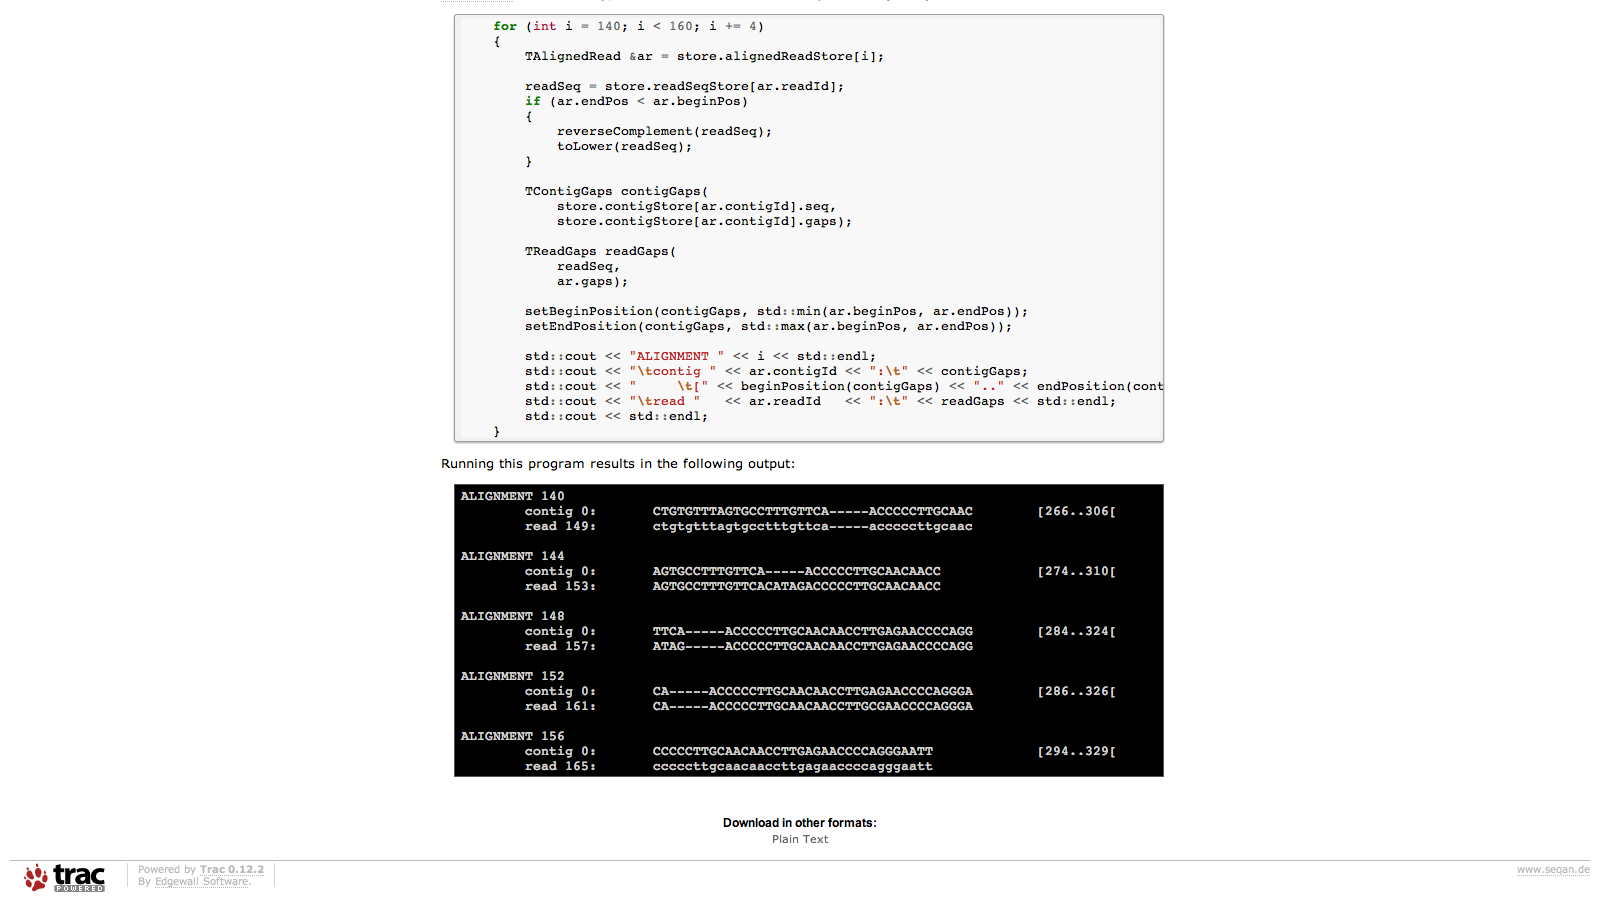 for (int i = 140; i < 160; i += 4)
{
TAlignedRead &ar = store.alignedReadStore[i];
readSeq = store.readSeqStore[ar.readId];
if (ar.endPos < ar.beginPos)
{
reverseComplement(readSeq);
toLower(readSeq);
}
TContigGaps contigGaps(
store.contigStore[ar.contigId].seq,
store.contigStore[ar.contigId].gaps);
TReadGaps readGaps(
readSeq,
ar.gaps);
setBeginPosition(contigGaps, std::min(ar.beginPos, ar.endPos));
setEndPosition(contigGaps, std::max(ar.beginPos, ar.endPos));
std::cout << "ALIGNMENT " << i << std::endl;
std::cout << "\tcontig " << ar.contigId << ":\t" << contigGaps;
std::cout << "     \t[" << beginPosition(contigGaps) << ".." << endPosition(cont
std::cout << "\tread "   << ar.readId   << ":\t" << readGaps << std::endl;
std::cout << std::endl;
}
Running this program results in the following output:
ALIGNMENT 140
contig 0: CTGTGTTTAGTGCCTTTGTTCA-----ACCCCCTTGCAAC [266..306[
read 149: ctgtgtttagtgcctttgttca-----acccccttgcaac
ALIGNMENT 144
contig 0: AGTGCCTTTGTTCA-----ACCCCCTTGCAACAACC [274..310[
read 153: AGTGCCTTTGTTCACATAGACCCCCTTGCAACAACC
ALIGNMENT 148
contig 0: TTCA-----ACCCCCTTGCAACAACCTTGAGAACCCCAGG [284..324[
read 157: ATAG-----ACCCCCTTGCAACAACCTTGAGAACCCCAGG
ALIGNMENT 152
contig 0: CA-----ACCCCCTTGCAACAACCTTGAGAACCCCAGGGA [286..326[
read 161: CA-----ACCCCCTTGCAACAACCTTGCGAACCCCAGGGA
ALIGNMENT 156
contig 0: CCCCCTTGCAACAACCTTGAGAACCCCAGGGAATT [294..329[
read 165: cccccttgcaacaaccttgagaaccccagggaatt
Download in other formats:
Plain Text
trac
POWERED
Powered by Trac 0.12.2
By Edgewall Software.
www.seqan.de